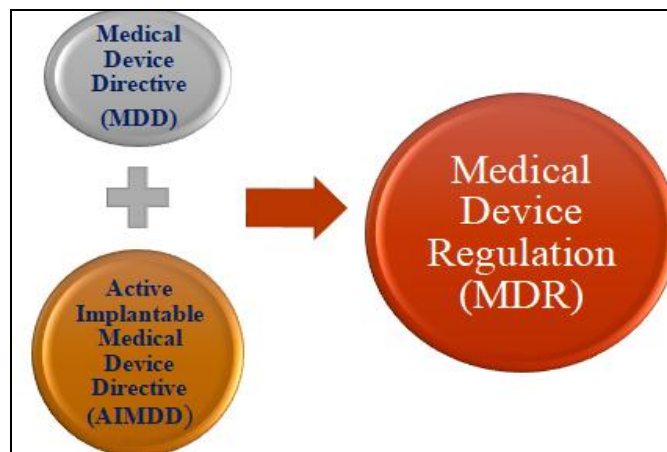 Medical
Device
Directive
(MDD)
Active
Implantable
Medical
Device
Directive
(AIMDD)
Medical
Device
Regulation
(MDR)